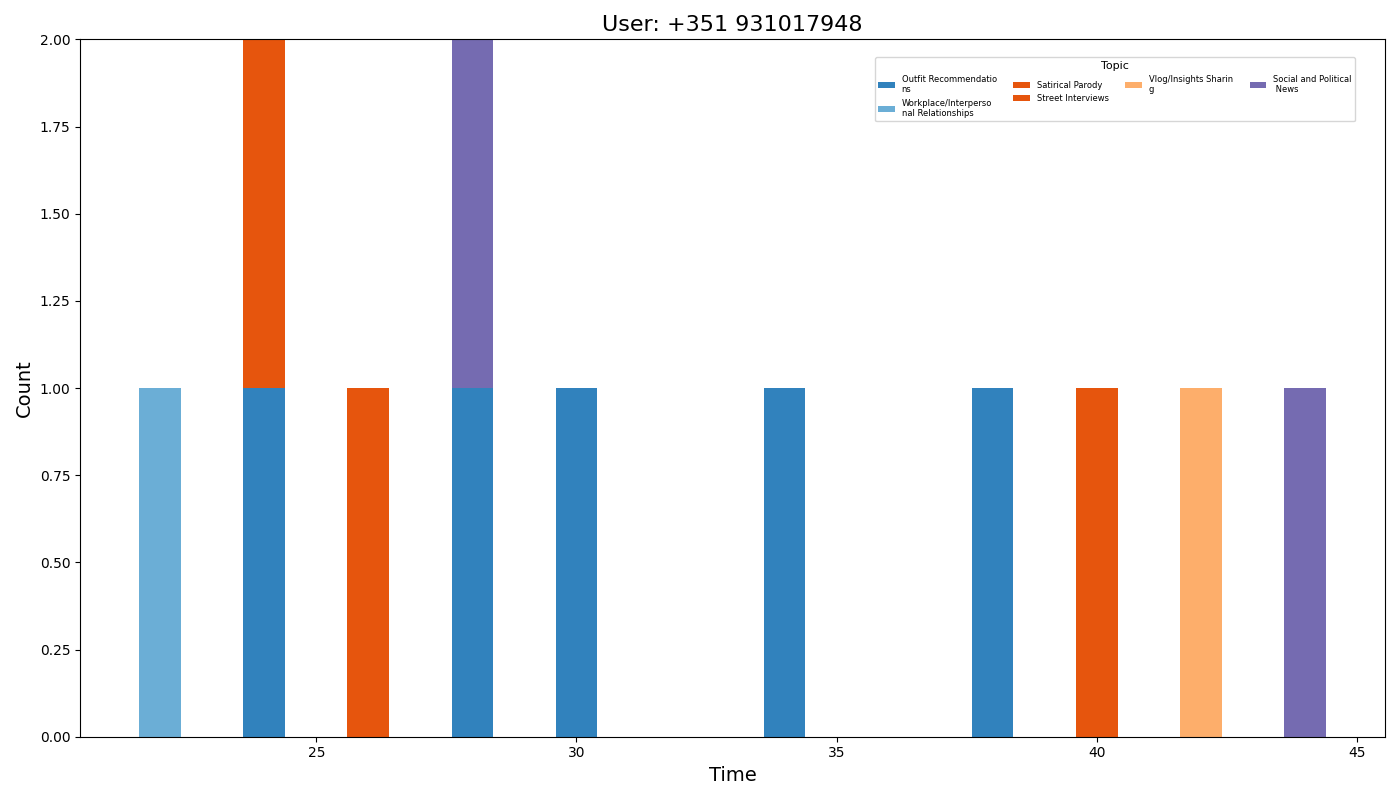 User: +351 931017948
Topic
Outfit Recommendatio
ns
Workplace/Interperso
nal Relationships
Satirical Parody
Street Interviews
Vlog/Insights Sharin
g
Social and Political
News
Count
2.00
1.75
1.50
1.25
1.00
0.75
0.50
0.25
0.00
25
30
35
40
45
Time